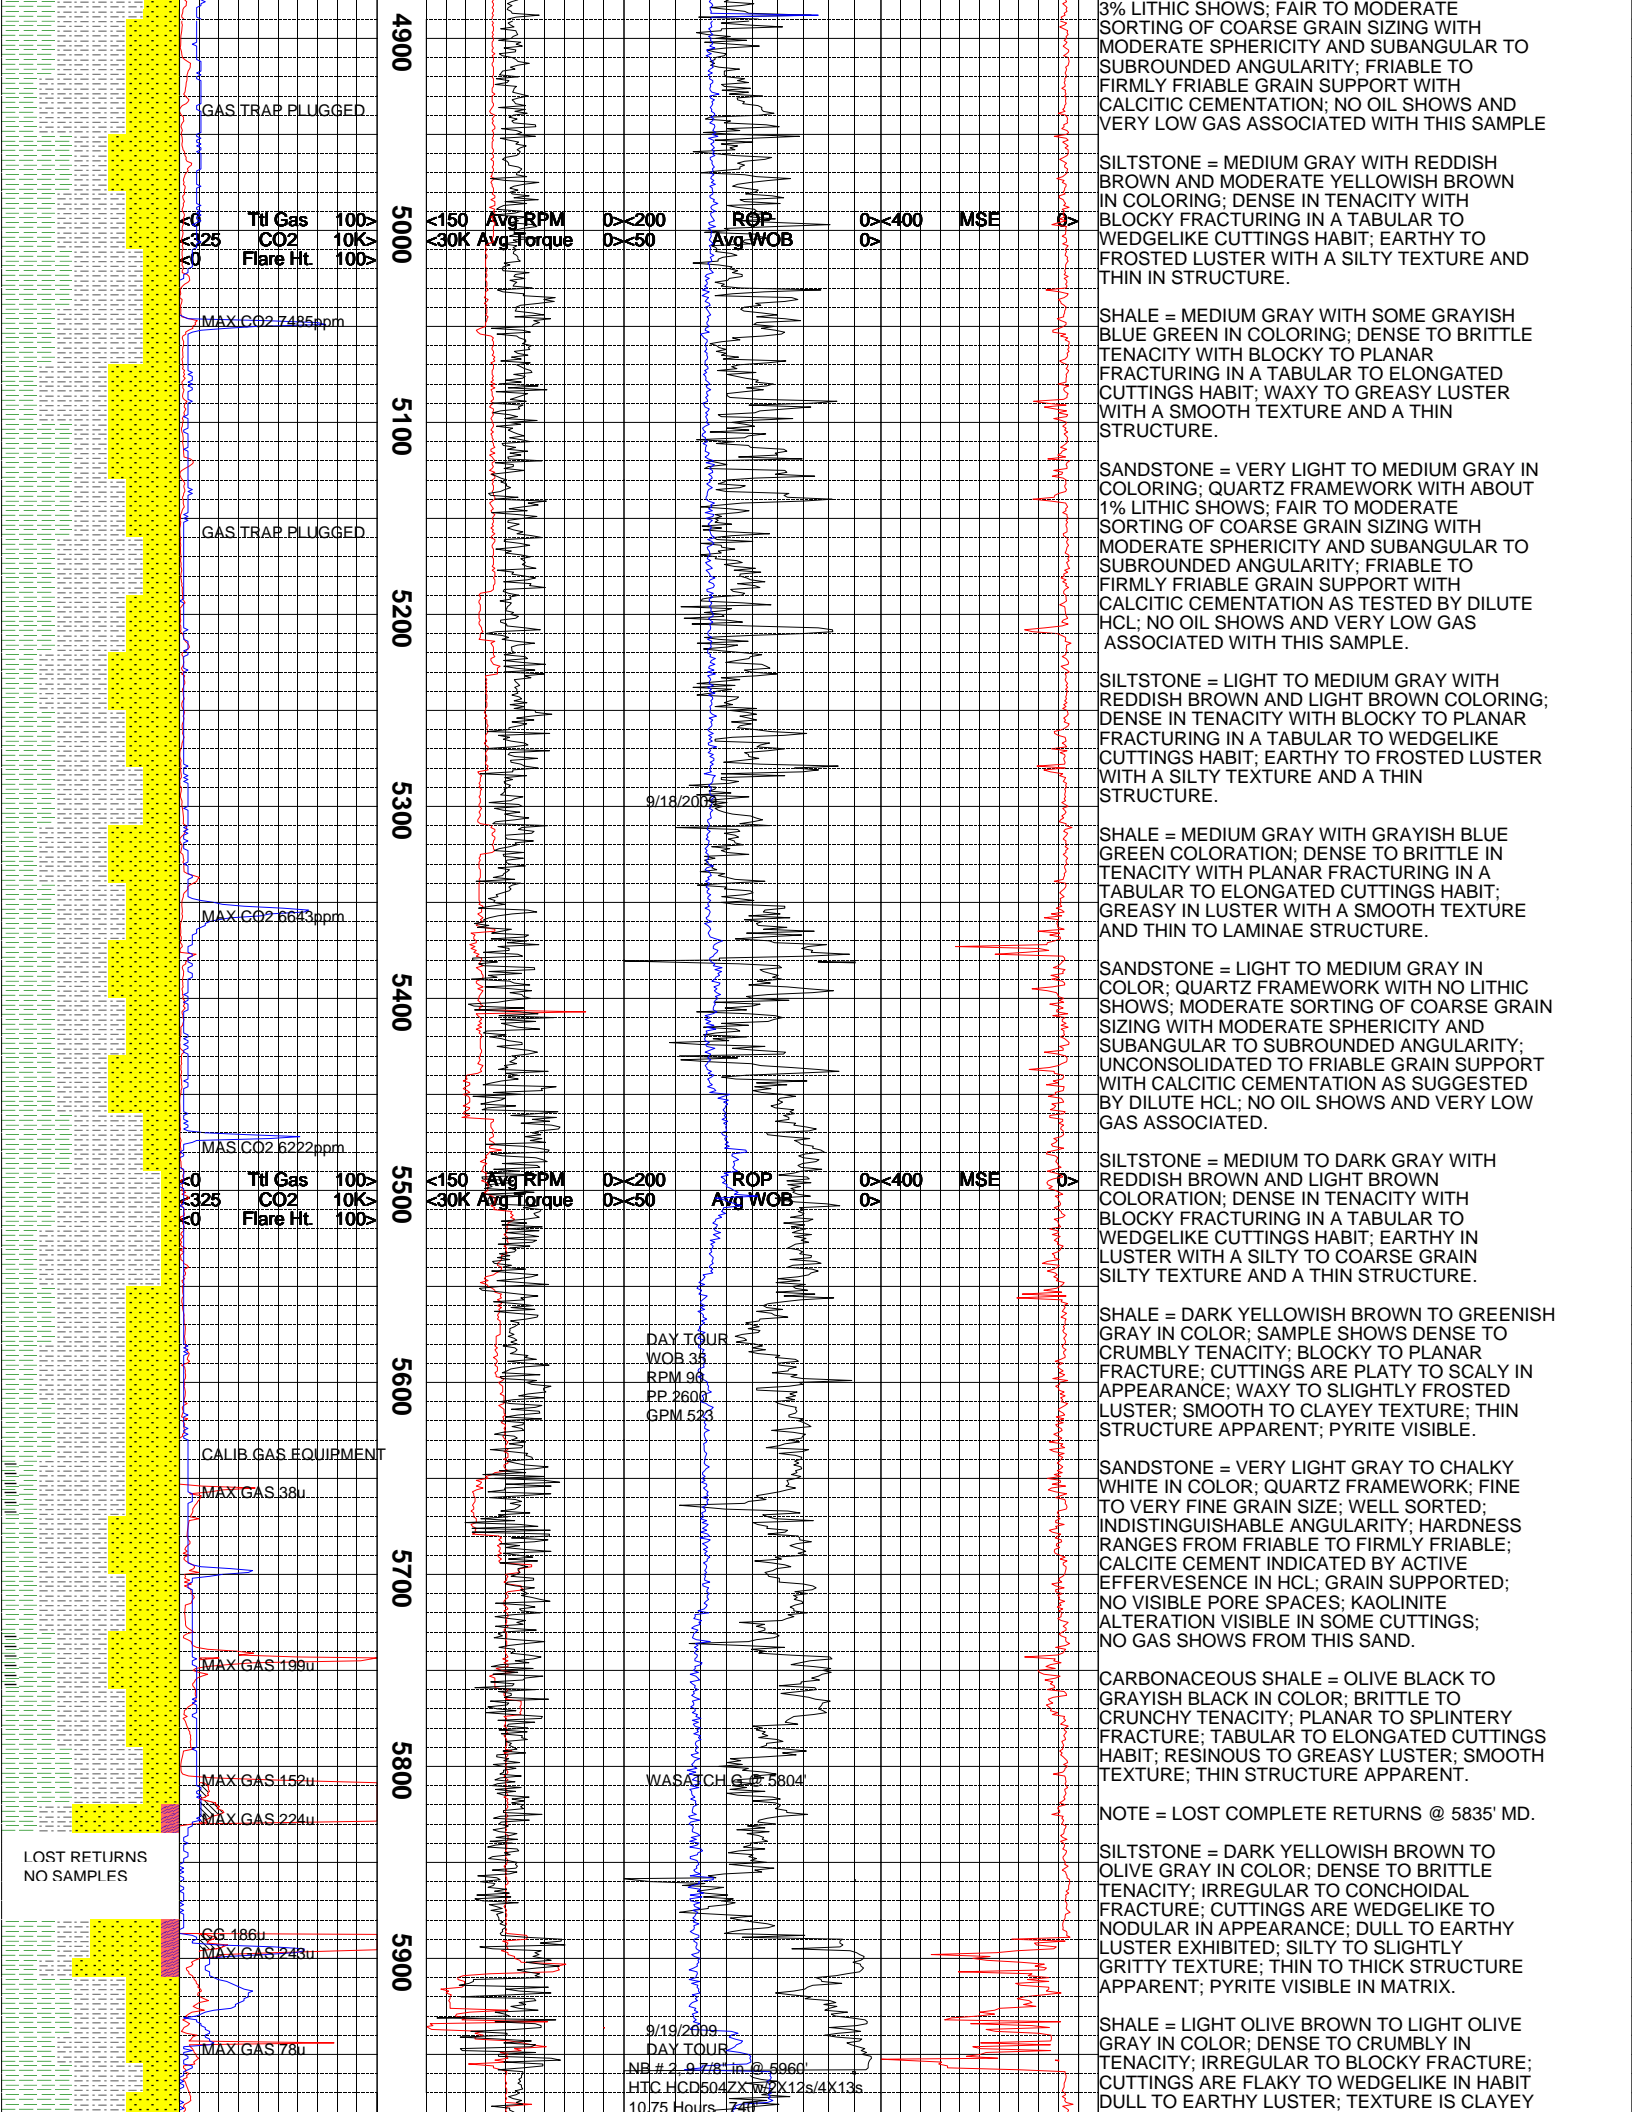 3% LITHIC SHOWS; FAIR TO MODERATE
SORTING OF COARSE GRAIN SIZING WITH
MODERATE SPHERICITY AND SUBANGULAR TO
SUBROUNDED ANGULARITY; FRIABLE TO
FIRMLY FRIABLE GRAIN SUPPORT WITH
CALCITIC CEMENTATION; NO OIL SHOWS AND
VERY LOW GAS ASSOCIATED WITH THIS SAMPLE
4900
GAS TRAP PLUGGED
SILTSTONE = MEDIUM GRAY WITH REDDISH
BROWN AND MODERATE YELLOWISH BROWN
IN COLORING; DENSE IN TENACITY WITH
BLOCKY FRACTURING IN A TABULAR TO
WEDGELIKE CUTTINGS HABIT; EARTHY TO
FROSTED LUSTER WITH A SILTY TEXTURE AND
THIN IN STRUCTURE.
<0 Ttl Gas 100> <150 Avg RPM 0><200 ROP 0><400 MSE 0>
<325 CO2 10K> <30K Avg Torque 0><50 Avg WOB 0>
<0 Flare Ht. 100>
5000
MAX CO2 7485ppm
SHALE = MEDIUM GRAY WITH SOME GRAYISH
BLUE GREEN IN COLORING; DENSE TO BRITTLE
TENACITY WITH BLOCKY TO PLANAR
FRACTURING IN A TABULAR TO ELONGATED
CUTTINGS HABIT; WAXY TO GREASY LUSTER
WITH A SMOOTH TEXTURE AND A THIN
STRUCTURE.
5100
GAS TRAP PLUGGED
SANDSTONE = VERY LIGHT TO MEDIUM GRAY IN
COLORING; QUARTZ FRAMEWORK WITH ABOUT
1% LITHIC SHOWS; FAIR TO MODERATE
SORTING OF COARSE GRAIN SIZING WITH
MODERATE SPHERICITY AND SUBANGULAR TO
SUBROUNDED ANGULARITY; FRIABLE TO
FIRMLY FRIABLE GRAIN SUPPORT WITH
CALCITIC CEMENTATION AS TESTED BY DILUTE
HCL; NO OIL SHOWS AND VERY LOW GAS
ASSOCIATED WITH THIS SAMPLE.
5200
SILTSTONE = LIGHT TO MEDIUM GRAY WITH
REDDISH BROWN AND LIGHT BROWN COLORING;
DENSE IN TENACITY WITH BLOCKY TO PLANAR
FRACTURING IN A TABULAR TO WEDGELIKE
CUTTINGS HABIT; EARTHY TO FROSTED LUSTER
WITH A SILTY TEXTURE AND A THIN
STRUCTURE.
9/18/2009
5300
SHALE = MEDIUM GRAY WITH GRAYISH BLUE
GREEN COLORATION; DENSE TO BRITTLE IN
TENACITY WITH PLANAR FRACTURING IN A
TABULAR TO ELONGATED CUTTINGS HABIT;
GREASY IN LUSTER WITH A SMOOTH TEXTURE
AND THIN TO LAMINAE STRUCTURE.
MAX CO2 6643ppm
SANDSTONE = LIGHT TO MEDIUM GRAY IN
COLOR; QUARTZ FRAMEWORK WITH NO LITHIC
SHOWS; MODERATE SORTING OF COARSE GRAIN
SIZING WITH MODERATE SPHERICITY AND
SUBANGULAR TO SUBROUNDED ANGULARITY;
UNCONSOLIDATED TO FRIABLE GRAIN SUPPORT
WITH CALCITIC CEMENTATION AS SUGGESTED
BY DILUTE HCL; NO OIL SHOWS AND VERY LOW
GAS ASSOCIATED.
5400
MAS CO2 6222ppm
SILTSTONE = MEDIUM TO DARK GRAY WITH
REDDISH BROWN AND LIGHT BROWN
COLORATION; DENSE IN TENACITY WITH
BLOCKY FRACTURING IN A TABULAR TO
WEDGELIKE CUTTINGS HABIT; EARTHY IN
LUSTER WITH A SILTY TO COARSE GRAIN
SILTY TEXTURE AND A THIN STRUCTURE.
<0 Ttl Gas 100> <150 Avg RPM 0><200 ROP 0><400 MSE 0>
<325 CO2 10K> <30K Avg Torque 0><50 Avg WOB 0>
<0 Flare Ht. 100>
5500
SHALE = DARK YELLOWISH BROWN TO GREENISH
GRAY IN COLOR; SAMPLE SHOWS DENSE TO
CRUMBLY TENACITY; BLOCKY TO PLANAR
FRACTURE; CUTTINGS ARE PLATY TO SCALY IN
APPEARANCE; WAXY TO SLIGHTLY FROSTED
LUSTER; SMOOTH TO CLAYEY TEXTURE; THIN
STRUCTURE APPARENT; PYRITE VISIBLE.
DAY TOUR
WOB 35
RPM 90
PP 2600
GPM 523
5600
CALIB GAS EQUIPMENT
MAX GAS 38u
SANDSTONE = VERY LIGHT GRAY TO CHALKY
WHITE IN COLOR; QUARTZ FRAMEWORK; FINE
TO VERY FINE GRAIN SIZE; WELL SORTED;
INDISTINGUISHABLE ANGULARITY; HARDNESS
RANGES FROM FRIABLE TO FIRMLY FRIABLE;
CALCITE CEMENT INDICATED BY ACTIVE
EFFERVESENCE IN HCL; GRAIN SUPPORTED;
NO VISIBLE PORE SPACES; KAOLINITE
ALTERATION VISIBLE IN SOME CUTTINGS;
NO GAS SHOWS FROM THIS SAND.
5700
MAX GAS 199u
CARBONACEOUS SHALE = OLIVE BLACK TO
GRAYISH BLACK IN COLOR; BRITTLE TO
CRUNCHY TENACITY; PLANAR TO SPLINTERY
FRACTURE; TABULAR TO ELONGATED CUTTINGS
HABIT; RESINOUS TO GREASY LUSTER; SMOOTH
TEXTURE; THIN STRUCTURE APPARENT.
MAX GAS 152u
WASATCH G @ 5804'
5800
MAX GAS 224u
NOTE = LOST COMPLETE RETURNS @ 5835' MD.
LOST RETURNS
NO SAMPLES
SILTSTONE = DARK YELLOWISH BROWN TO
OLIVE GRAY IN COLOR; DENSE TO BRITTLE
TENACITY; IRREGULAR TO CONCHOIDAL
FRACTURE; CUTTINGS ARE WEDGELIKE TO
NODULAR IN APPEARANCE; DULL TO EARTHY
LUSTER EXHIBITED; SILTY TO SLIGHTLY
GRITTY TEXTURE; THIN TO THICK STRUCTURE
APPARENT; PYRITE VISIBLE IN MATRIX.
CG 186u
MAX GAS 243u
5900
MAX GAS 78u
9/19/2009
DAY TOUR
NB # 2, 9 7/8" in @ 5960'
HTC HCD504ZX w/2X12s/4X13s
10.75 Hours 740'
SHALE = LIGHT OLIVE BROWN TO LIGHT OLIVE
GRAY IN COLOR; DENSE TO CRUMBLY IN
TENACITY; IRREGULAR TO BLOCKY FRACTURE;
CUTTINGS ARE FLAKY TO WEDGELIKE IN HABIT
DULL TO EARTHY LUSTER; TEXTURE IS CLAYEY